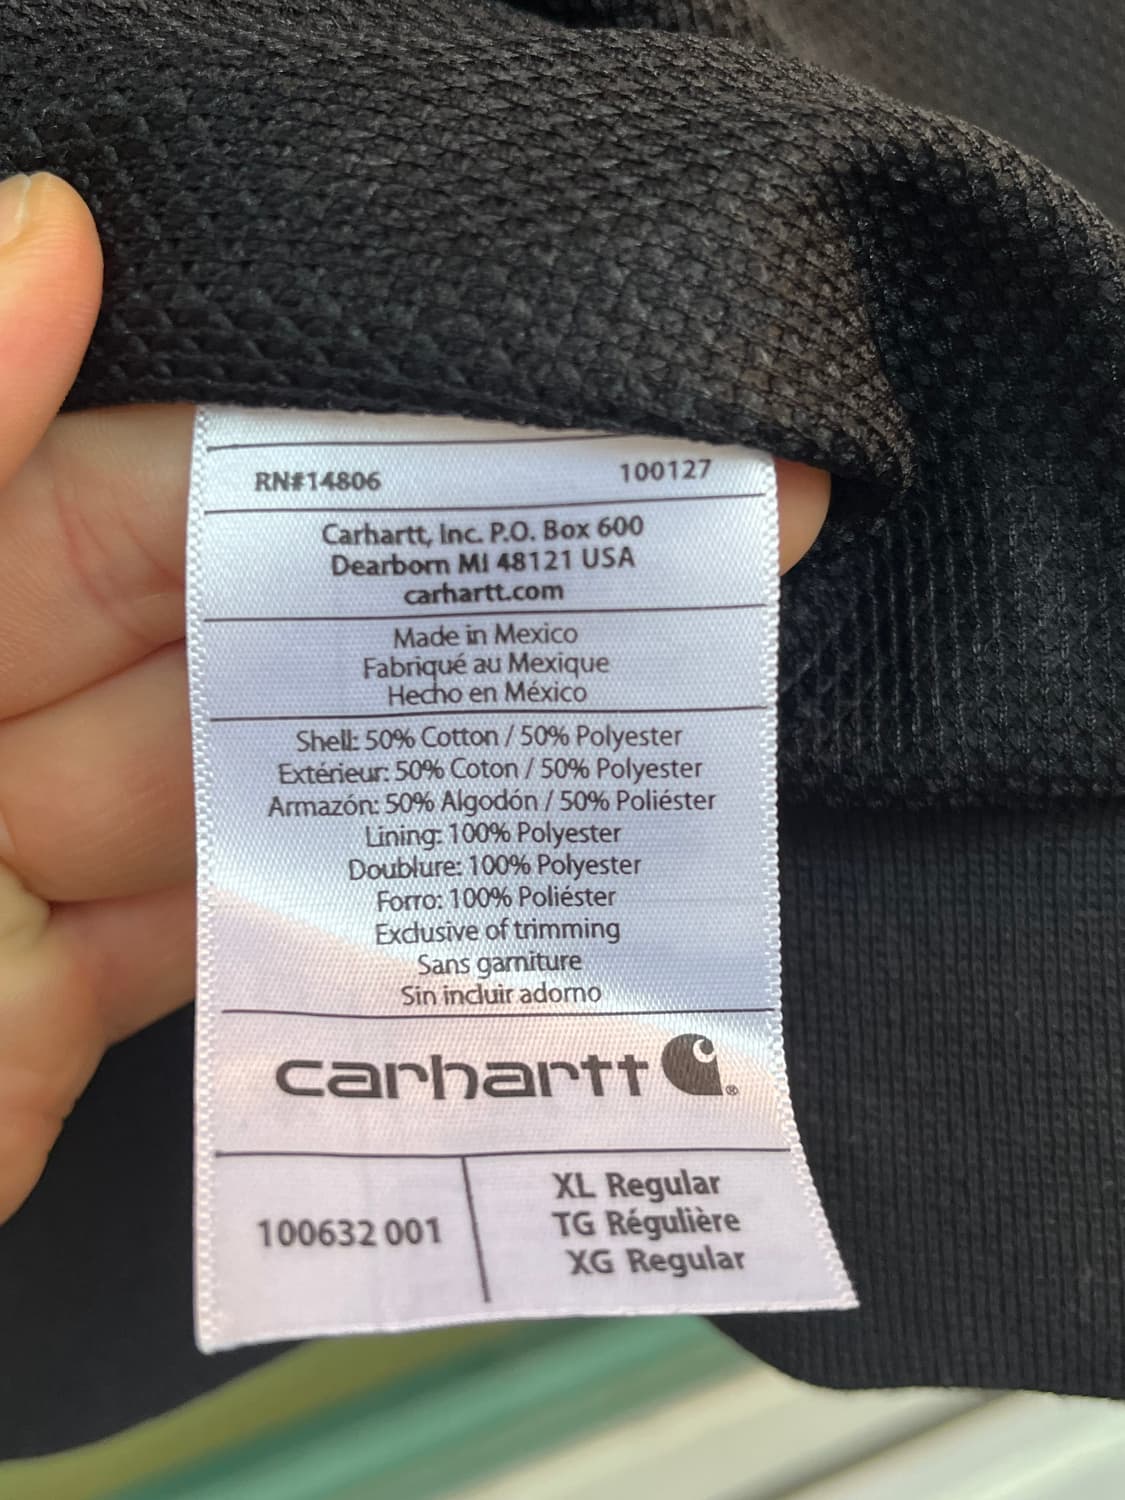 RN#14806 100127
Carhartt, Inc. P.O. Box 600
Dearborn MI 48121 USA
carhartt.com
Made in Mexico
Fabriqué au Mexique
Hecho en México
Shell: 50% Cotton / 50% Polyester
Extérieur: 50% Coton / 50% Polyester
Armazón: 50% Algodón / 50% Poliéster
Lining: 100% Polyester
Doublure: 100% Polyester
Forro: 100% Poliéster
Exclusive of trimming
Sans garniture
Sin incluir adorno
carhartt ®
100632 001
XL Regular
TG Régulière
XG Regular